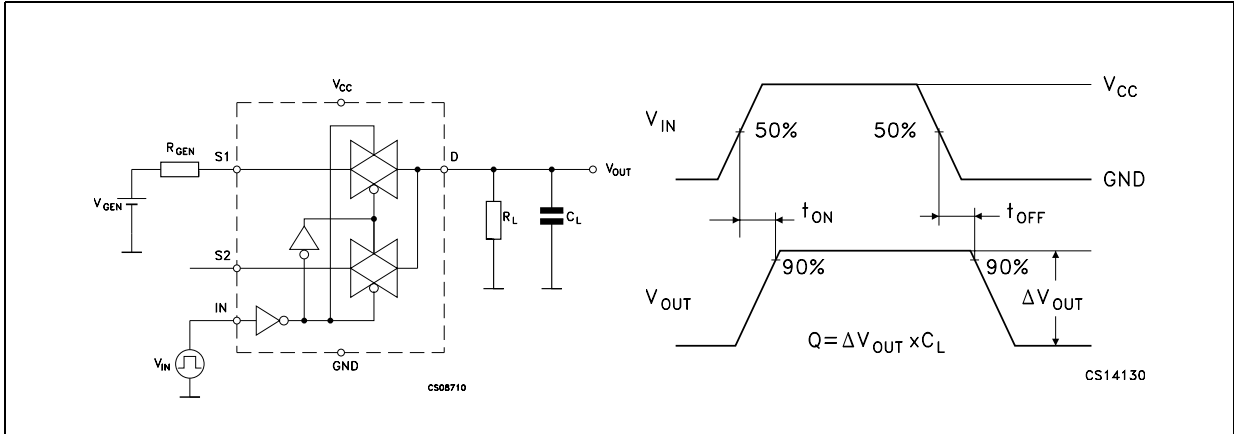 VCC
RGEN
S1
D
VOUT
VGEN
RL
CL
S2
IN
VIN
GND
CS08710
VCC
VIN
50%
50%
GND
tON
tOFF
90%
90%
VOUT
ΔVOUT
Q=ΔVOUT xCL
CS14130